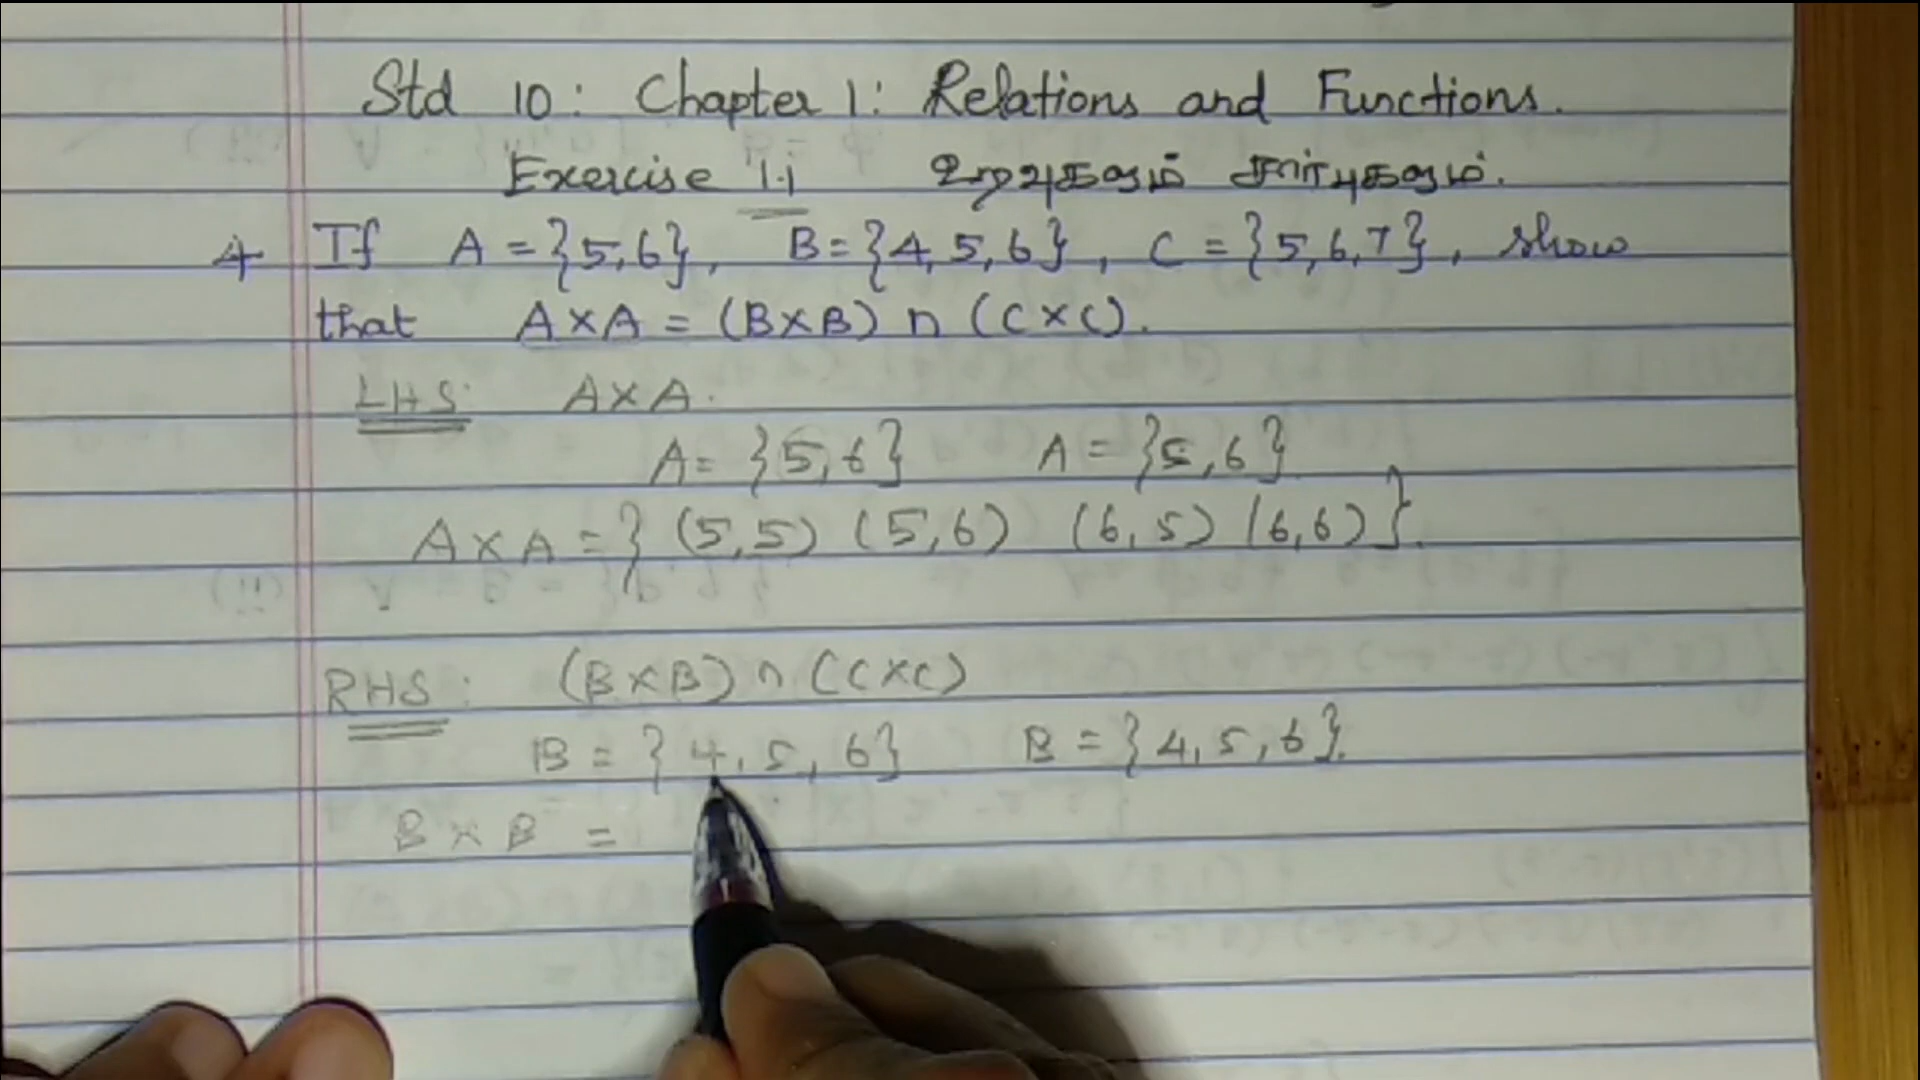 Std 10: Chapter 1: Relations and Functions.
Exercise 1.1 உறவுகளும் சார்புகளும்.
4 If A = {5,6}, B = {4,5,6}, C = {5,6,7}, show
that A×A = (B×B) ∩ (C×C).
LHS: A×A.
A = {5,6} A = {5,6}
A×A = { (5,5) (5,6) (6,5) (6,6) }.
RHS: (B×B) ∩ (C×C)
B = {4,5,6} B = {4,5,6}.
B × B =